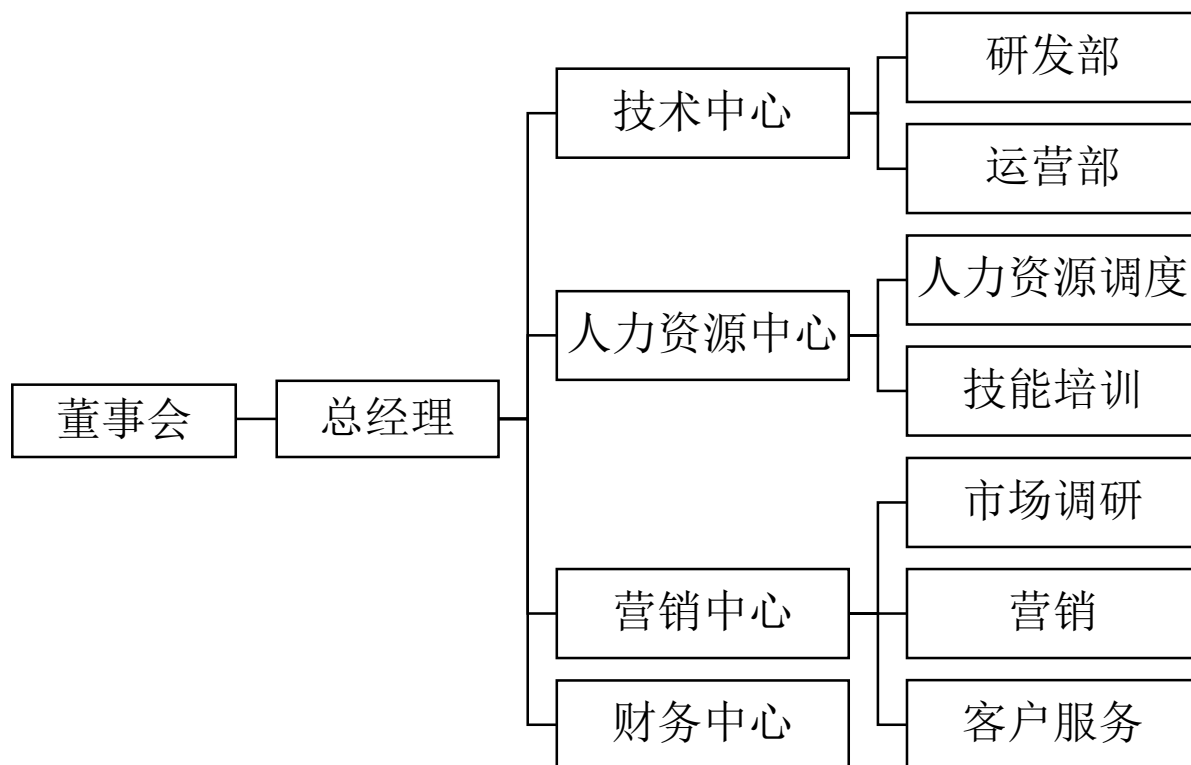 董事会
总经理
技术中心
研发部
运营部
人力资源中心
人力资源调度
技能培训
营销中心
市场调研
营销
客户服务
财务中心